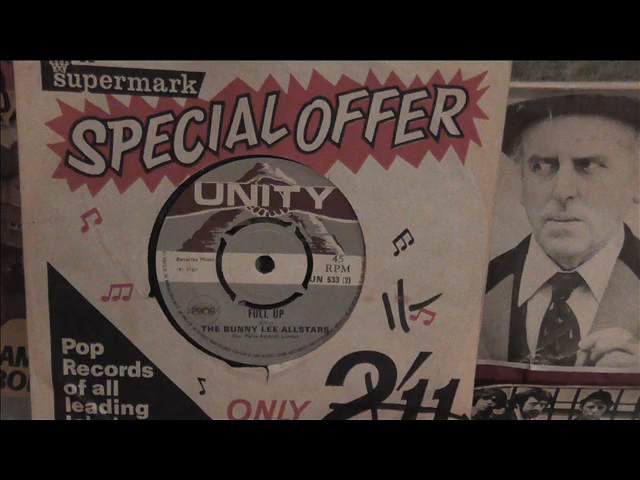 supermark
SPECIAL OFFER
UNITY
45
RPM
UN 533 (2)
FULL UP
THE BUNNY LEE ALLSTARS
Pop
Records
of all
leading
ONLY 2'11